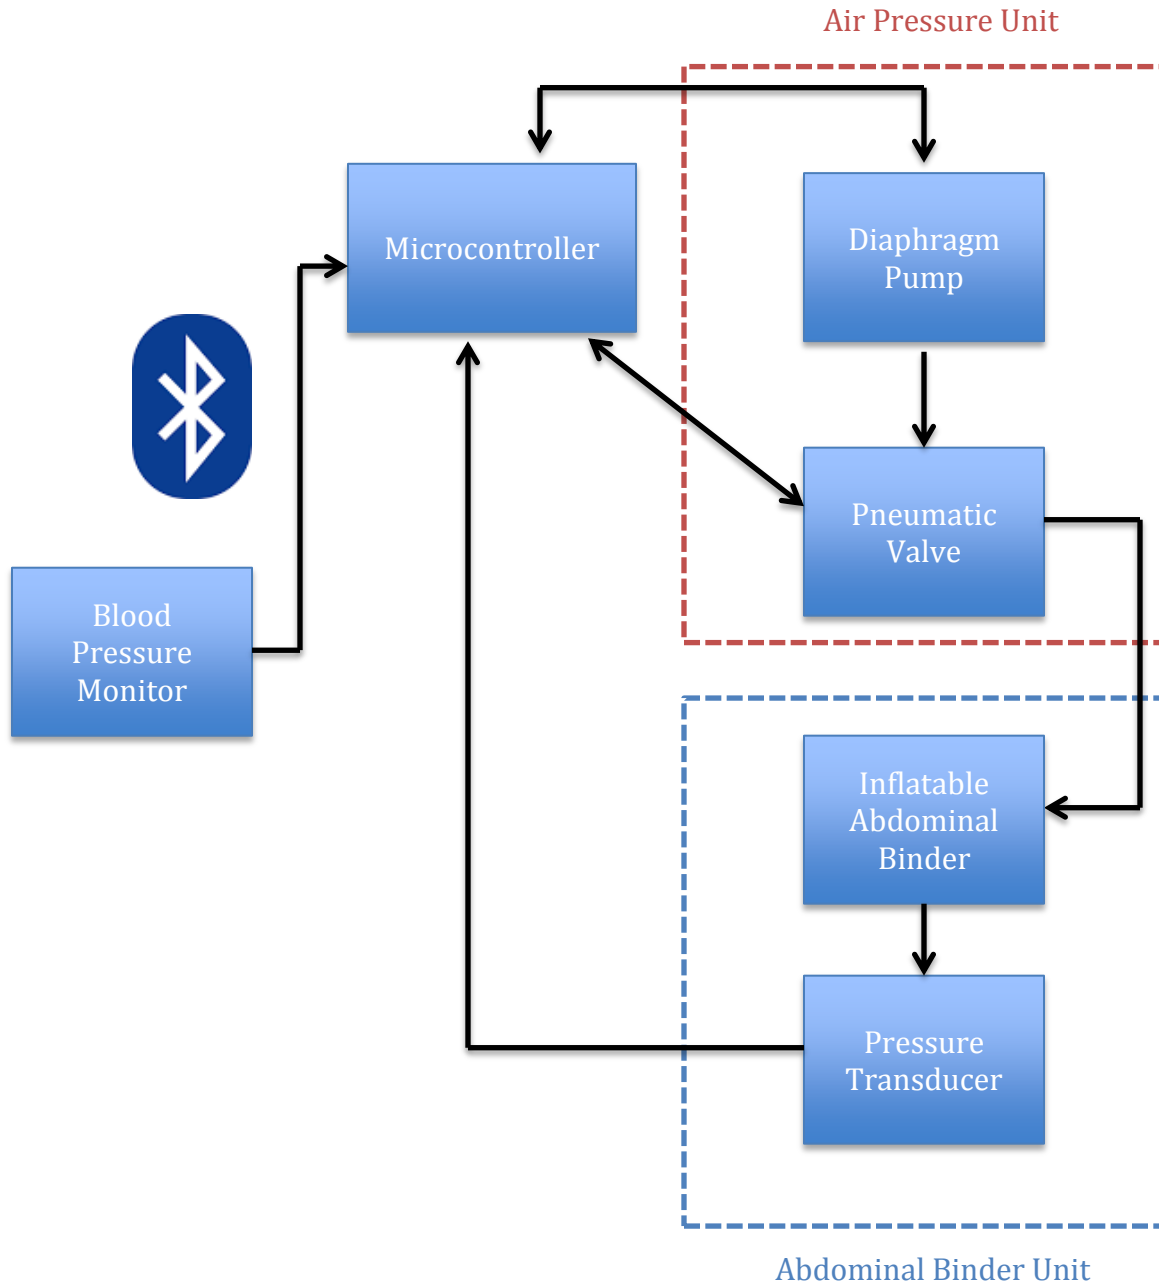 Air Pressure Unit
Microcontroller
Diaphragm
Pump
Pneumatic
Valve
Blood
Pressure
Monitor
Inflatable
Abdominal
Binder
Pressure
Transducer
Abdominal Binder Unit